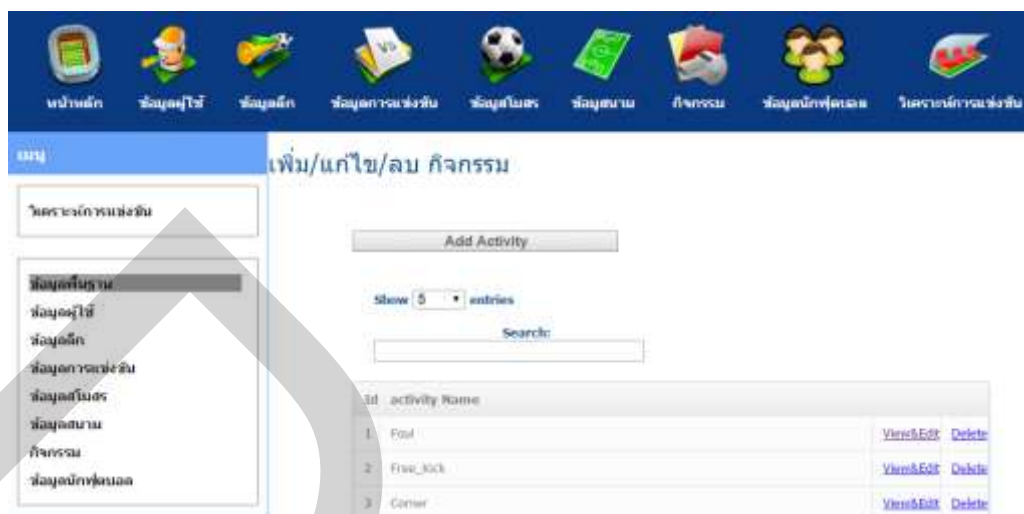 หน้าหลัก ข้อมูลผู้ใช้ ข้อมูลลีก ข้อมูลการแข่งขัน ข้อมูลสโมสร ข้อมูลสนาม กิจกรรม ข้อมูลนักฟุตบอล วิเคราะห์การแข่งขัน
เมนู
วิเคราะห์การแข่งขัน
ข้อมูลพื้นฐาน
ข้อมูลผู้ใช้
ข้อมูลลีก
ข้อมูลการแข่งขัน
ข้อมูลสโมสร
ข้อมูลสนาม
กิจกรรม
ข้อมูลนักฟุตบอล
เพิ่ม/แก้ไข/ลบ กิจกรรม
Add Activity
Show 5 entries
Search:
Id activity Name
1 Foul View&Edit Delete
2 Free_kick View&Edit Delete
3 Corner View&Edit Delete